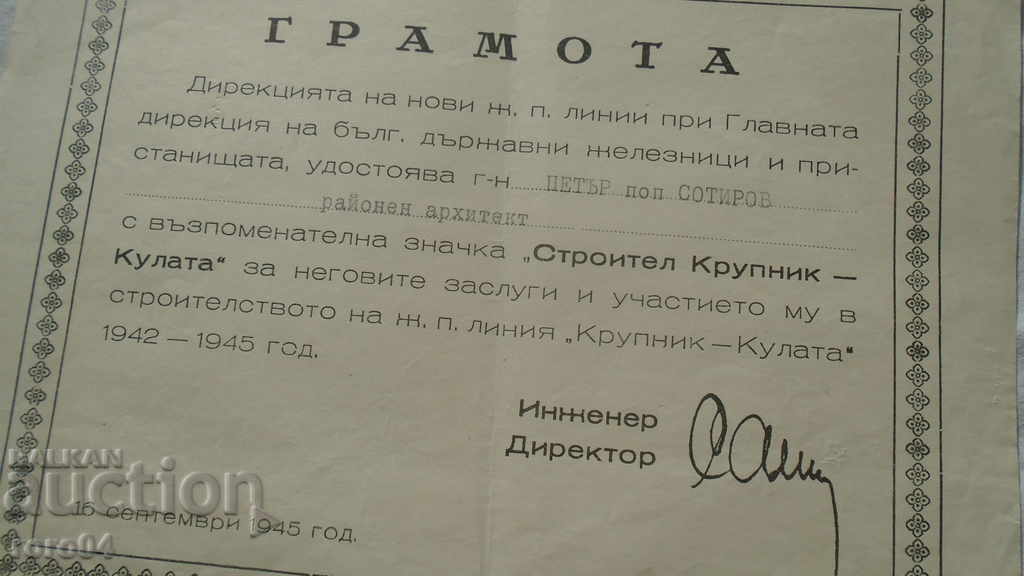 ГРАМОТА
Дирекцията на нови ж. п. линии при Главната
дирекция на бълг. държавни железници и при-
станищата, удостоява г-н ПЕТЪР поп СОТИРОВ
районен архитект
с възпоменателна значка „Строител Крупник —
Кулата“ за неговите заслуги и участието му в
строителството на ж. п. линия „Крупник — Кулата“
1942 — 1945 год.
Инженер
Директор
16 септември 1945 год.
BALKAN
auction
toro04